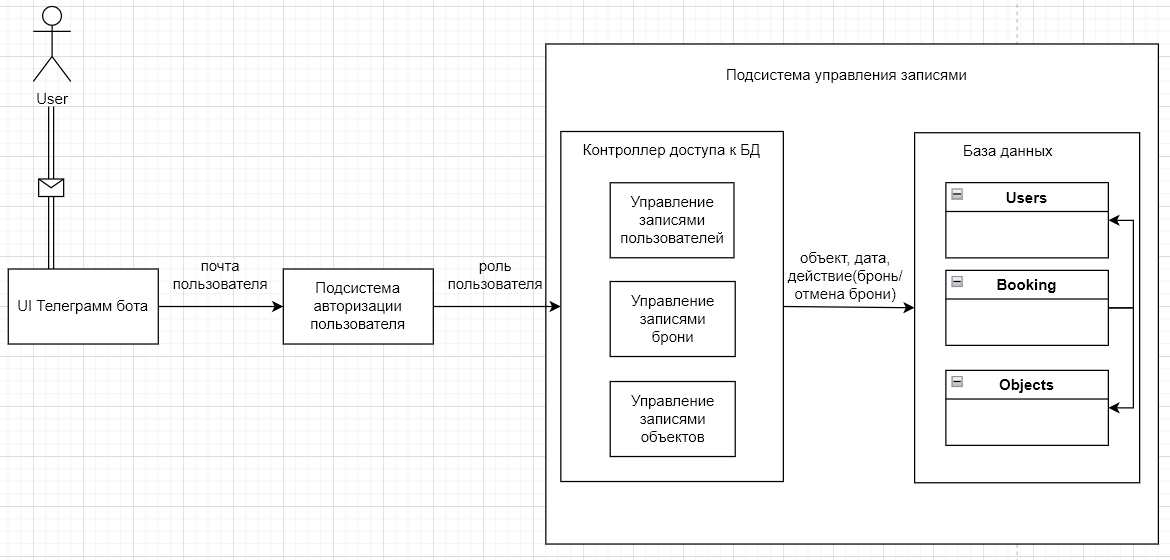 User
UI Телеграмм бота
почта
пользователя
Подсистема
авторизации
пользователя
роль
пользователя
Подсистема управления записями
Контроллер доступа к БД
Управление
записями
пользователей
Управление
записями
брони
Управление
записями
объектов
объект, дата,
действие(бронь/
отмена брони)
База данных
Users
Booking
Objects